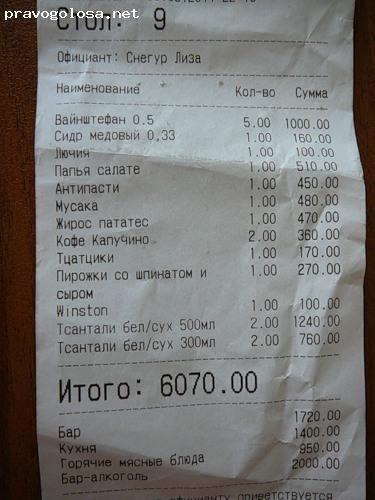 pravogolosa.net
Стол: 9
Официант: Снегур Лиза
Наименование Кол-во Сумма
Вайнштефан 0.5 5.00 1000.00
Сидр медовый 0,33 1.00 160.00
Лючия 1.00 100.00
Папья салате 1.00 510.00
Антипасти 1.00 450.00
Мусака 1.00 480.00
Жирос пататес 1.00 470.00
Кофе Капучино 2.00 360.00
Тцатцики 1.00 170.00
Пирожки со шпинатом и 1.00 270.00
сыром
Winston 1.00 100.00
Тсантали бел/сух 500мл 2.00 1240.00
Тсантали бел/сух 300мл 2.00 760.00
Итого: 6070.00
Бар 1720.00
Кухня 1400.00
Горячие мясные блюда 950.00
Бар-алкоголь 2000.00
официанту приветствуется